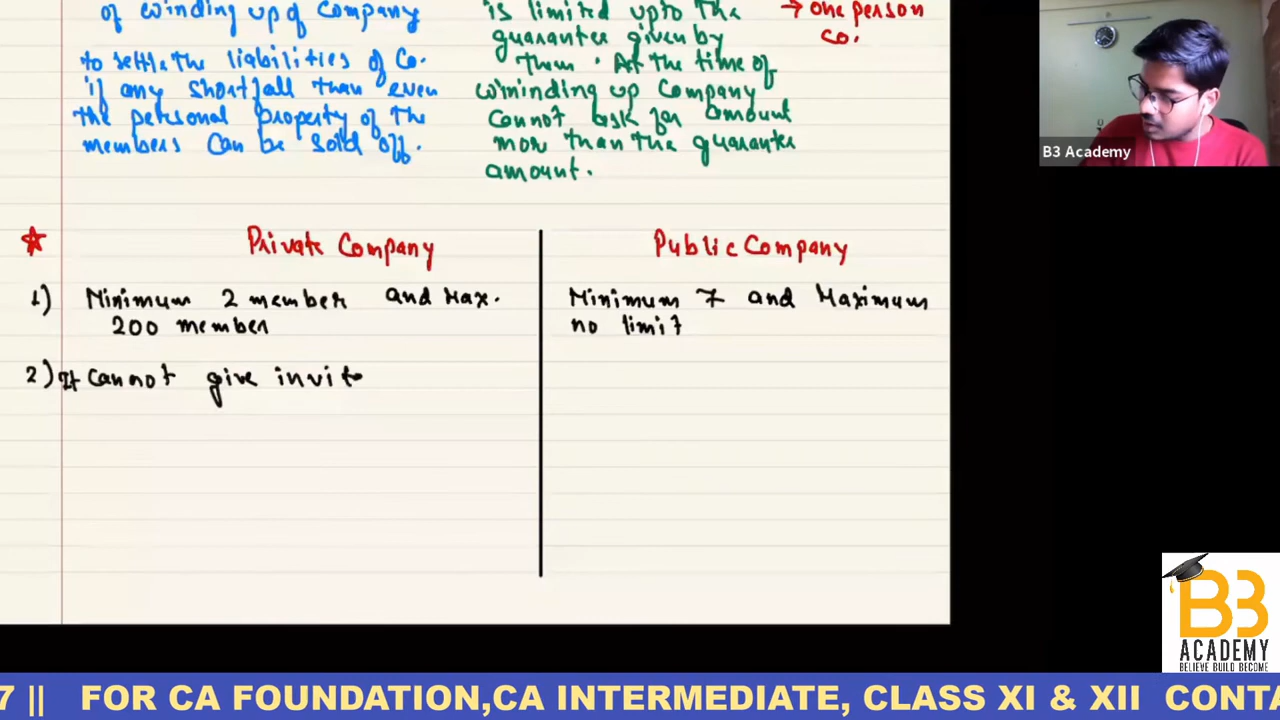 of winding up of Company
to settle the liabilities of Co.
if any shortfall than even
the personal property of the
members can be sold off.
is limited upto the
guarantee given by
them. At the time of
winding up Company
cannot ask for amount
more than the guarantee
amount.
→ one person
co.
B3 Academy
Private Company
Public Company
1) Minimum 2 member and Max.
200 member
Minimum 7 and Maximum
no limit
2) It Cannot give invite
B3
ACADEMY
BELIEVE BUILD BECOME
7 || FOR CA FOUNDATION,CA INTERMEDIATE, CLASS XI & XII CONTA